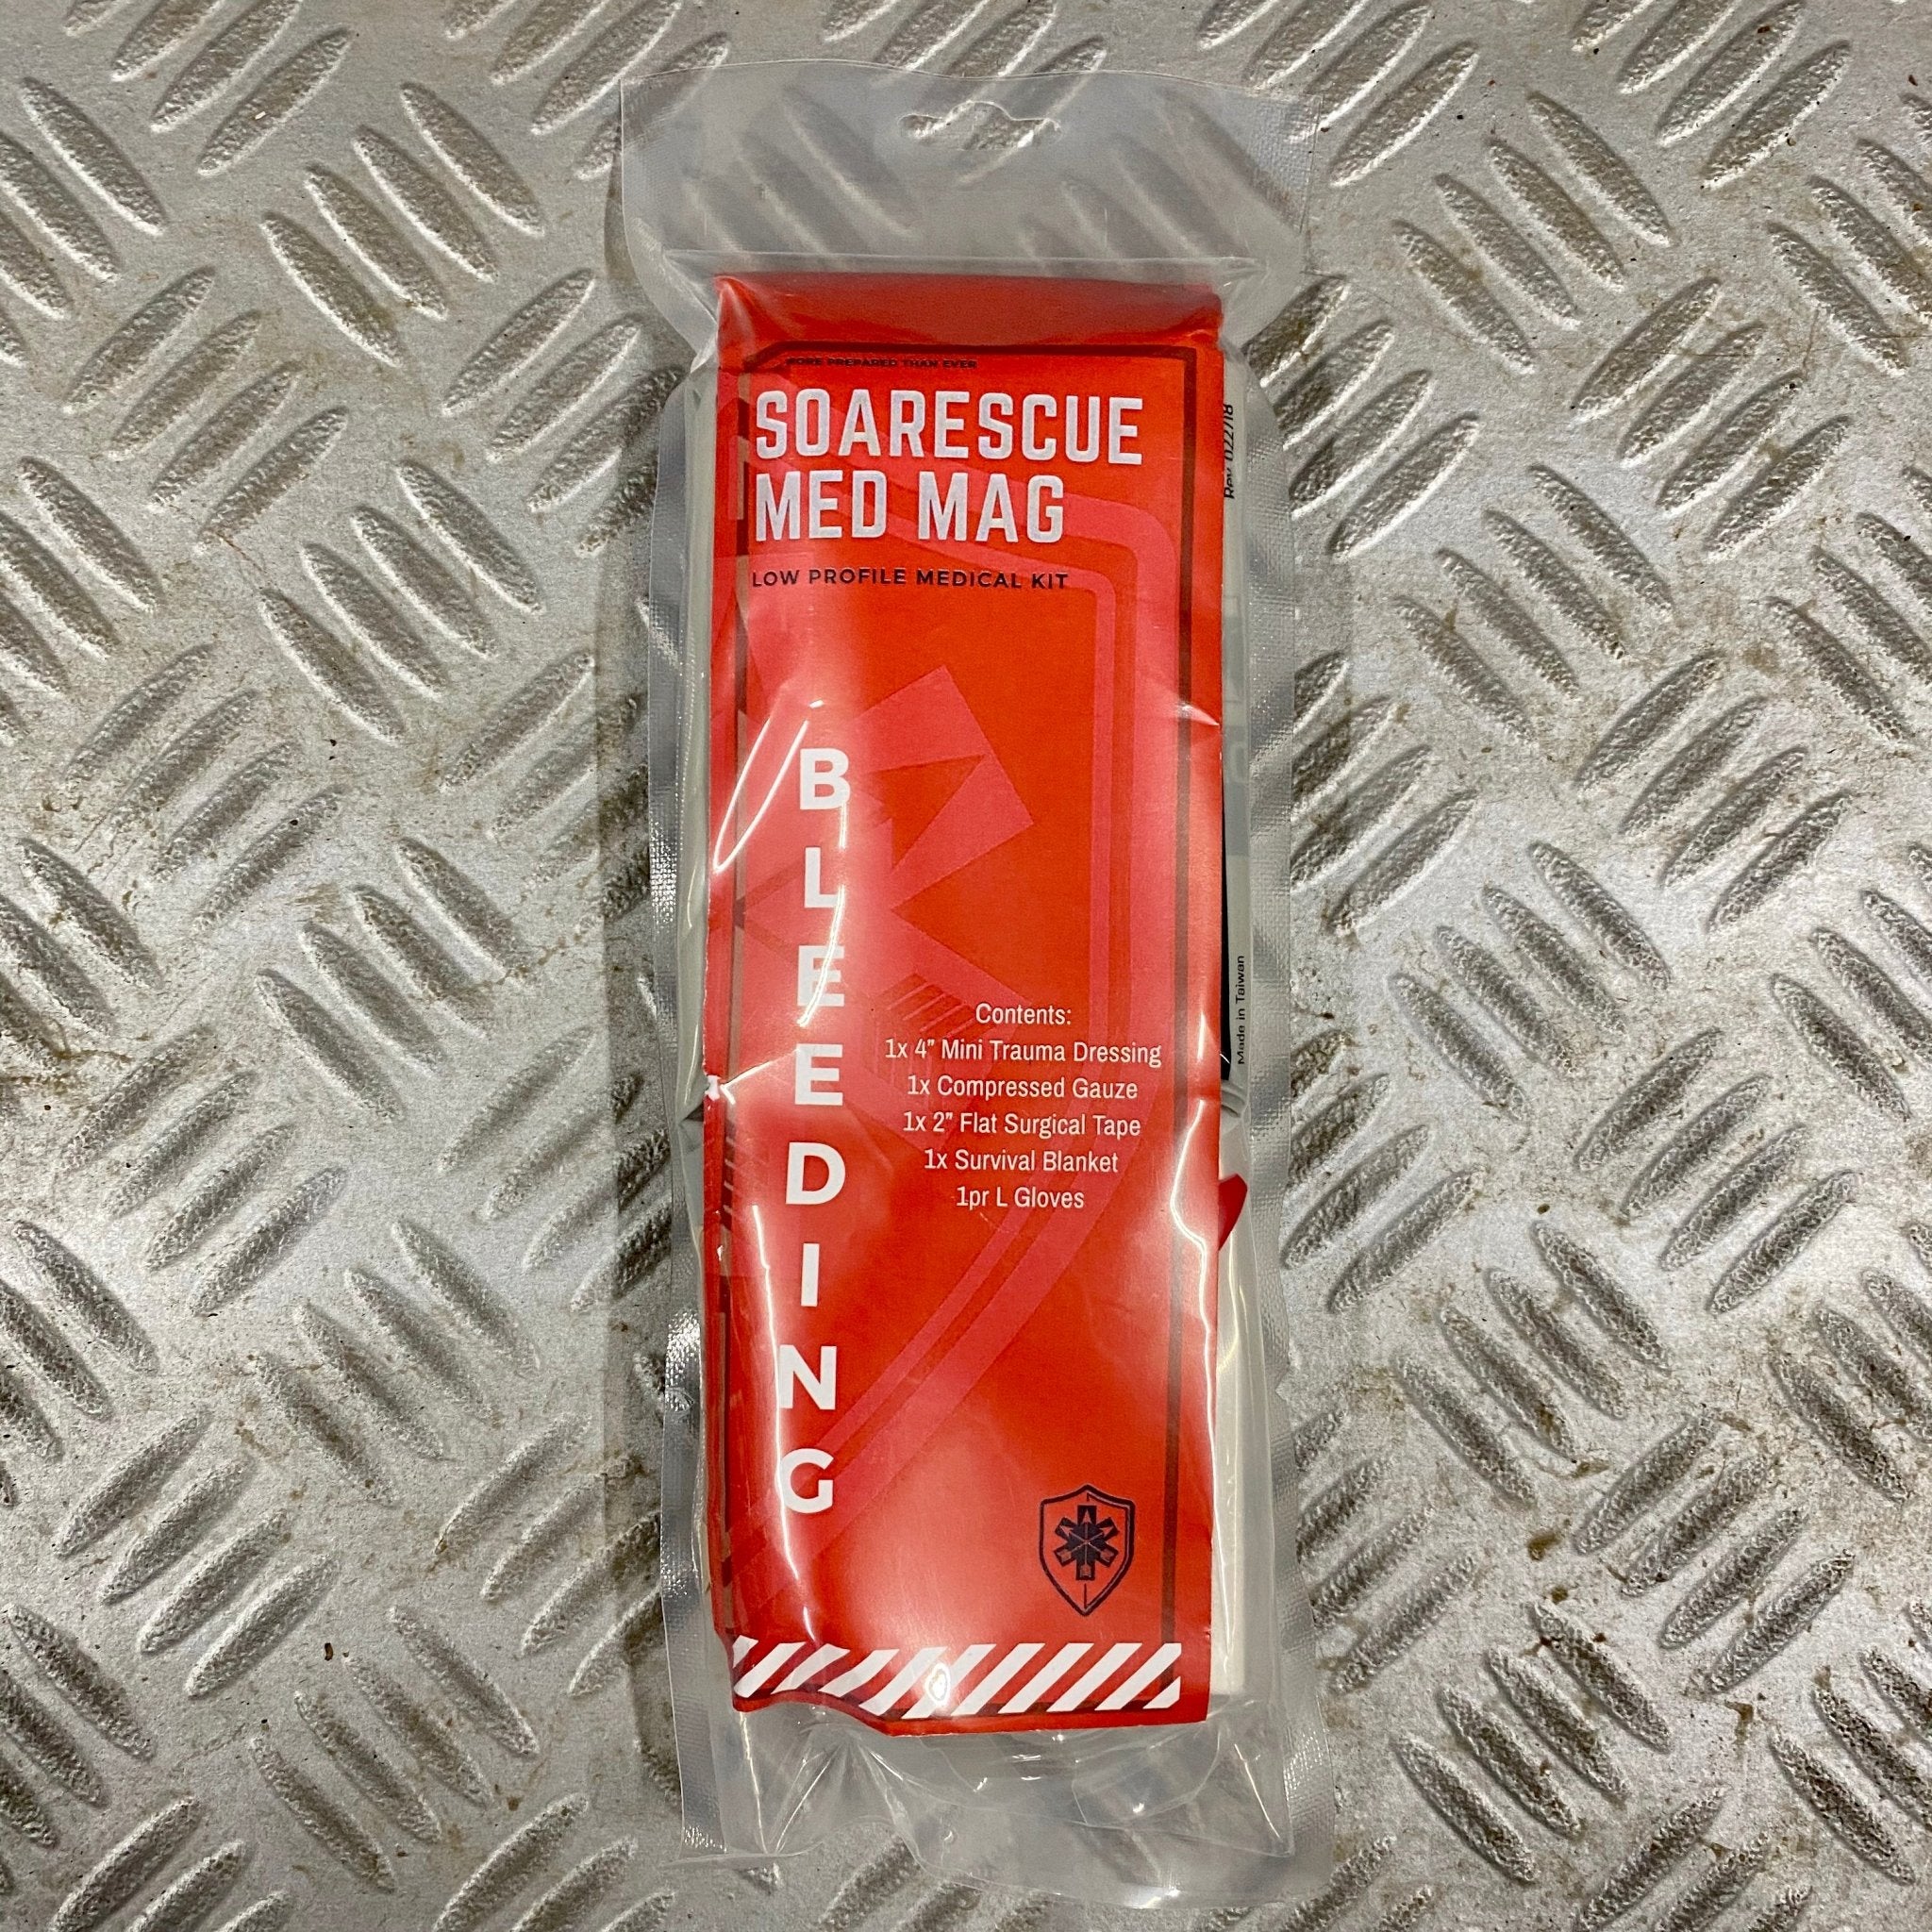 MORE PREPARED THAN EVER
SOARESCUE
MED MAG
LOW PROFILE MEDICAL KIT
BLEEDING
Contents:
1x 4” Mini Trauma Dressing
1x Compressed Gauze
1x 2” Flat Surgical Tape
1x Survival Blanket
1pr L Gloves
Made in Taiwan